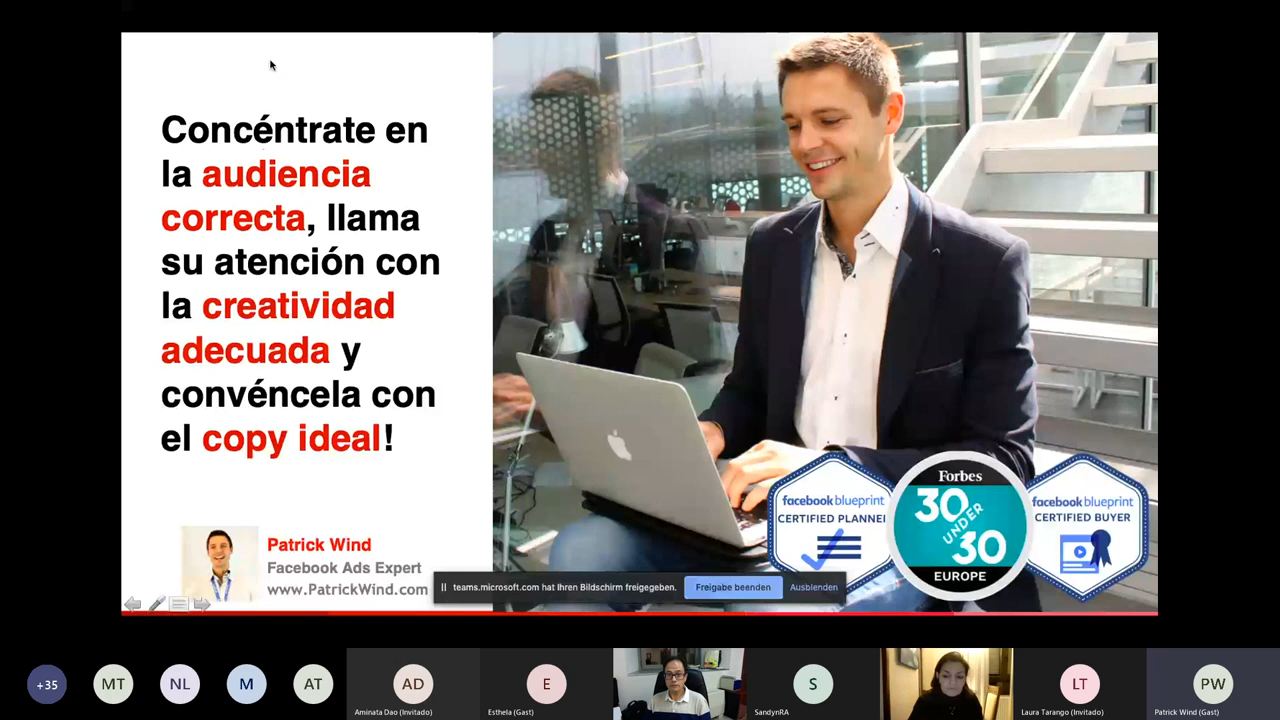 Concéntrate en
la audiencia
correcta, llama
su atención con
la creatividad
adecuada y
convéncela con
el copy ideal!
Patrick Wind
Facebook Ads Expert
www.PatrickWind.com
facebook blueprint
CERTIFIED PLANNER
Forbes
30
UNDER
30
EUROPE
facebook blueprint
CERTIFIED BUYER
teams.microsoft.com hat Ihren Bildschirm freigegeben.
Freigabe beenden
Ausblenden
+35
MT
NL
M
AT
AD
Aminata Dao (Invitado)
E
Esthela (Gast)
S
SandynRA
LT
Laura Tarango (Invitado)
PW
Patrick Wind (Gast)